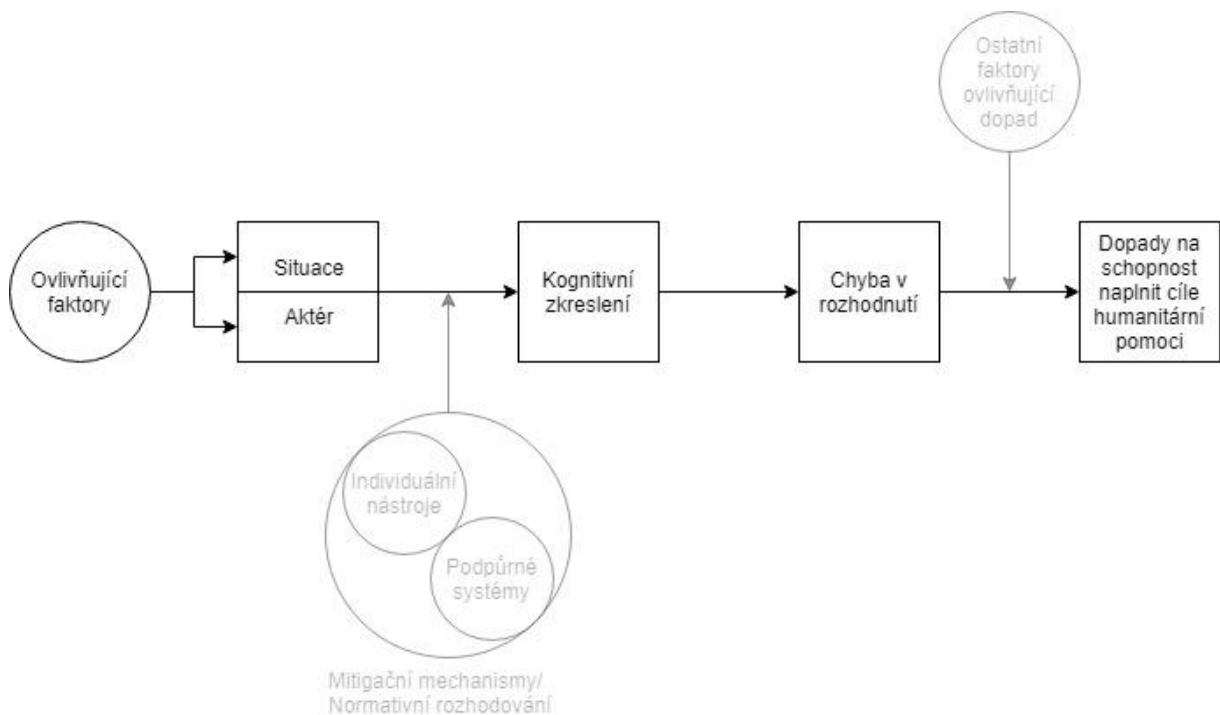 Ostatní
faktory
ovlivňující
dopad
Ovlivňující
faktory
Situace
Aktér
Kognitivní
zkreslení
Chyba v
rozhodnutí
Dopady na
schopnost
naplnit cíle
humanitární
pomoci
Individuální
nástroje
Podpůrné
systémy
Mitigační mechanismy/
Normativní rozhodování